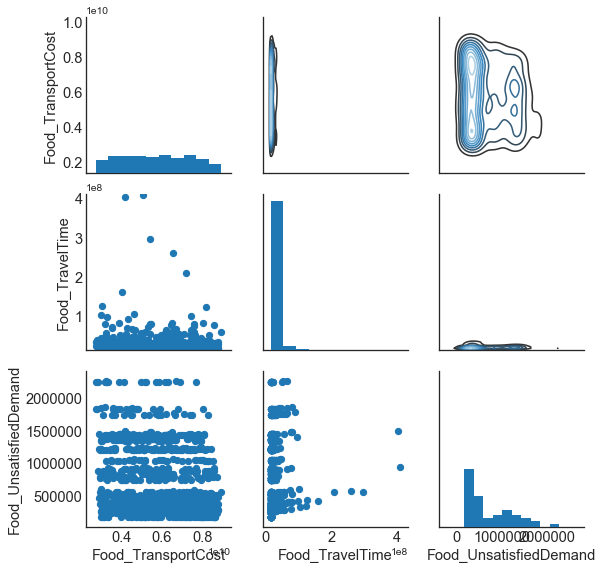 1e10
1.0
0.8
0.6
0.4
0.2
Food_TransportCost
1e8
4
3
2
1
Food_TravelTime
2000000
1500000
1000000
500000
Food_UnsatisfiedDemand
0.4 0.6 0.8
1e10
Food_TransportCost
0 2 4
1e8
Food_TravelTime
0 1000000 2000000
Food_UnsatisfiedDemand